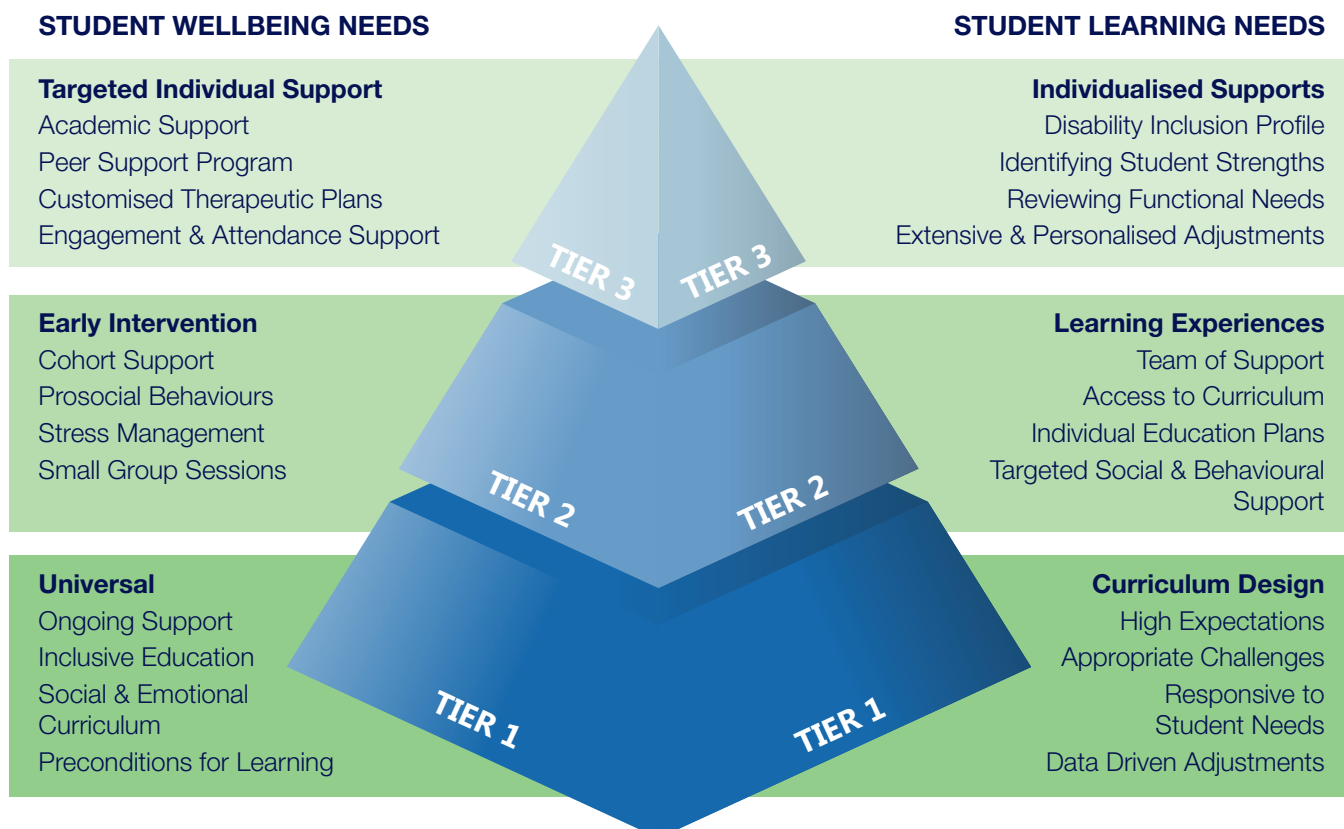 STUDENT WELLBEING NEEDS
STUDENT LEARNING NEEDS
Targeted Individual Support
Academic Support
Peer Support Program
Customised Therapeutic Plans
Engagement & Attendance Support
Individualised Supports
Disability Inclusion Profile
Identifying Student Strengths
Reviewing Functional Needs
Extensive & Personalised Adjustments
TIER 3
TIER 3
Early Intervention
Cohort Support
Prosocial Behaviours
Stress Management
Small Group Sessions
Learning Experiences
Team of Support
Access to Curriculum
Individual Education Plans
Targeted Social & Behavioural
Support
TIER 2
TIER 2
Universal
Ongoing Support
Inclusive Education
Social & Emotional
Curriculum
Preconditions for Learning
Curriculum Design
High Expectations
Appropriate Challenges
Responsive to
Student Needs
Data Driven Adjustments
TIER 1
TIER 1